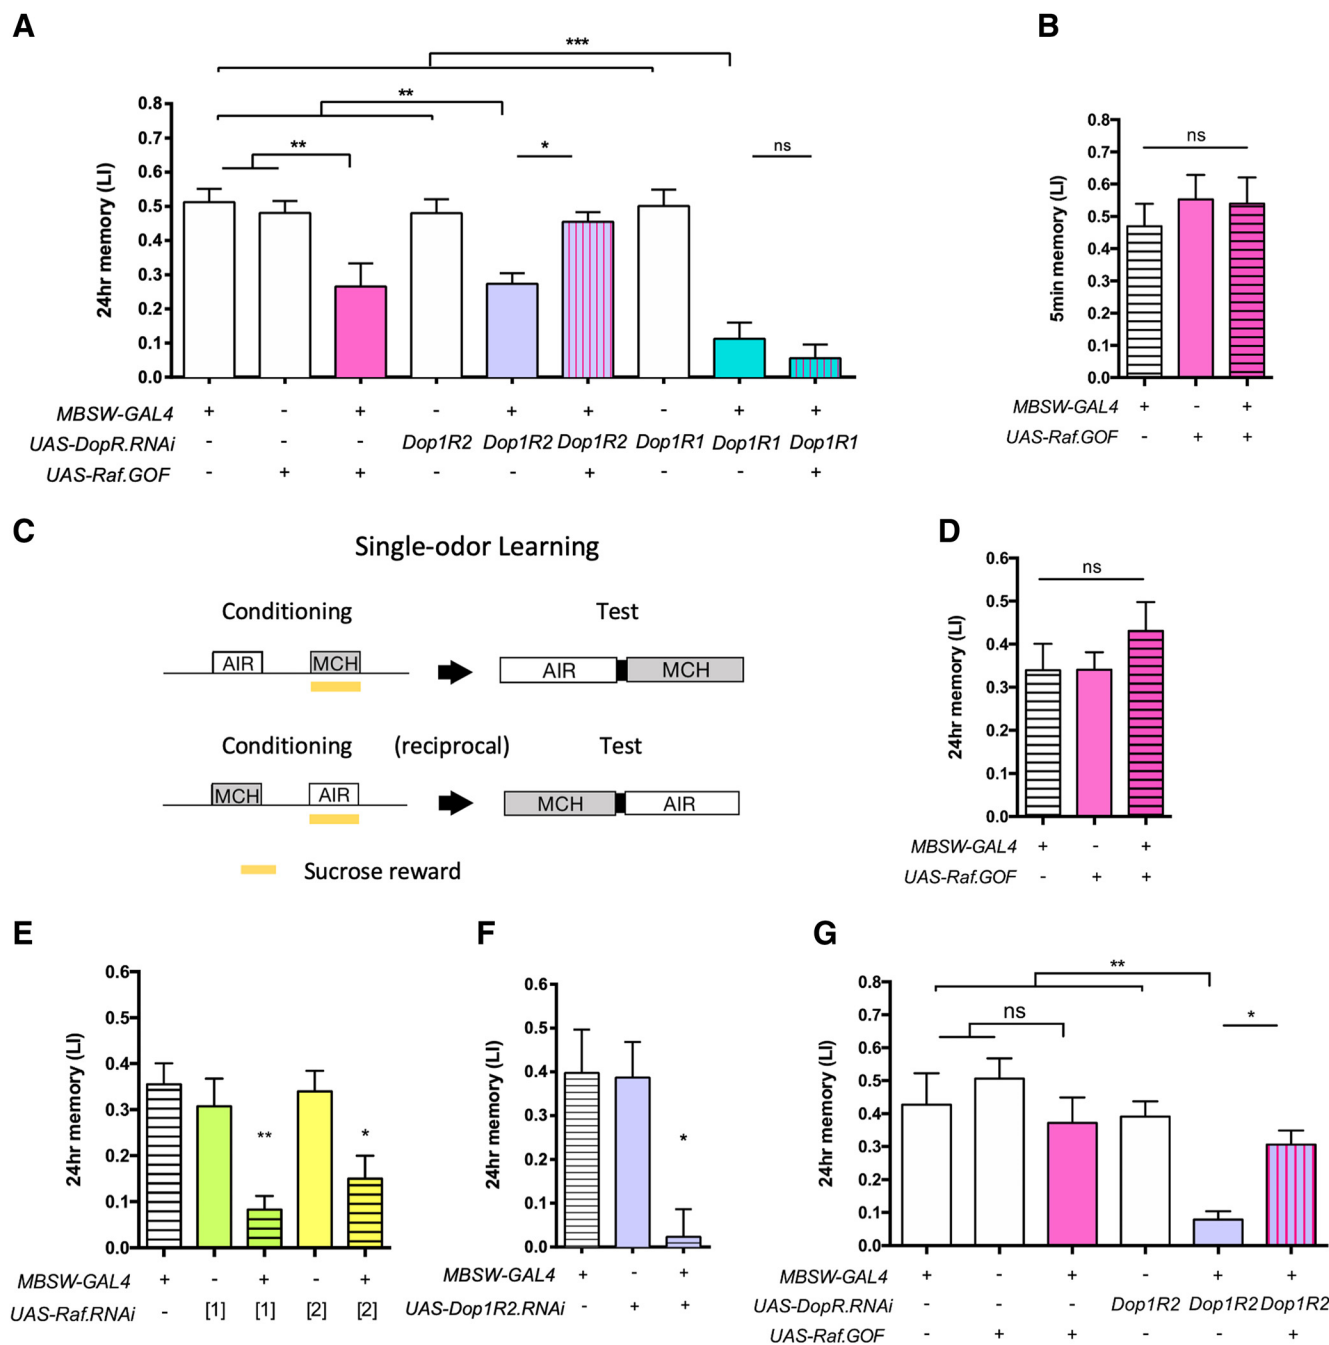 A
B
***
**
**
*
ns
24hr memory (LI)
0.8
0.7
0.6
0.5
0.4
0.3
0.2
0.1
0.0
MBSW-GAL4 + - + - + + - + +
UAS-DopR.RNAi - - - Dop1R2 Dop1R2 Dop1R2 Dop1R1 Dop1R1 Dop1R1
UAS-Raf.GOF - + + - - + - - +
ns
5min memory (LI)
0.8
0.7
0.6
0.5
0.4
0.3
0.2
0.1
0.0
MBSW-GAL4 + - +
UAS-Raf.GOF - + +
C
Single-odor Learning
Conditioning Test
AIR MCH AIR MCH
Conditioning (reciprocal) Test
MCH AIR MCH AIR
Sucrose reward
D
ns
24hr memory (LI)
0.6
0.5
0.4
0.3
0.2
0.1
0.0
MBSW-GAL4 + - +
UAS-Raf.GOF - + +
E
24hr memory (LI)
0.6
0.5
0.4
0.3
0.2
0.1
0.0
** *
MBSW-GAL4 + - + - +
UAS-Raf.RNAi - [1] [1] [2] [2]
F
24hr memory (LI)
0.6
0.5
0.4
0.3
0.2
0.1
0.0
*
MBSW-GAL4 + - +
UAS-Dop1R2.RNAi - + +
G
**
ns
*
24hr memory (LI)
0.8
0.7
0.6
0.5
0.4
0.3
0.2
0.1
0.0
MBSW-GAL4 + - + - + +
UAS-DopR.RNAi - - - Dop1R2 Dop1R2 Dop1R2
UAS-Raf.GOF - + + - - +